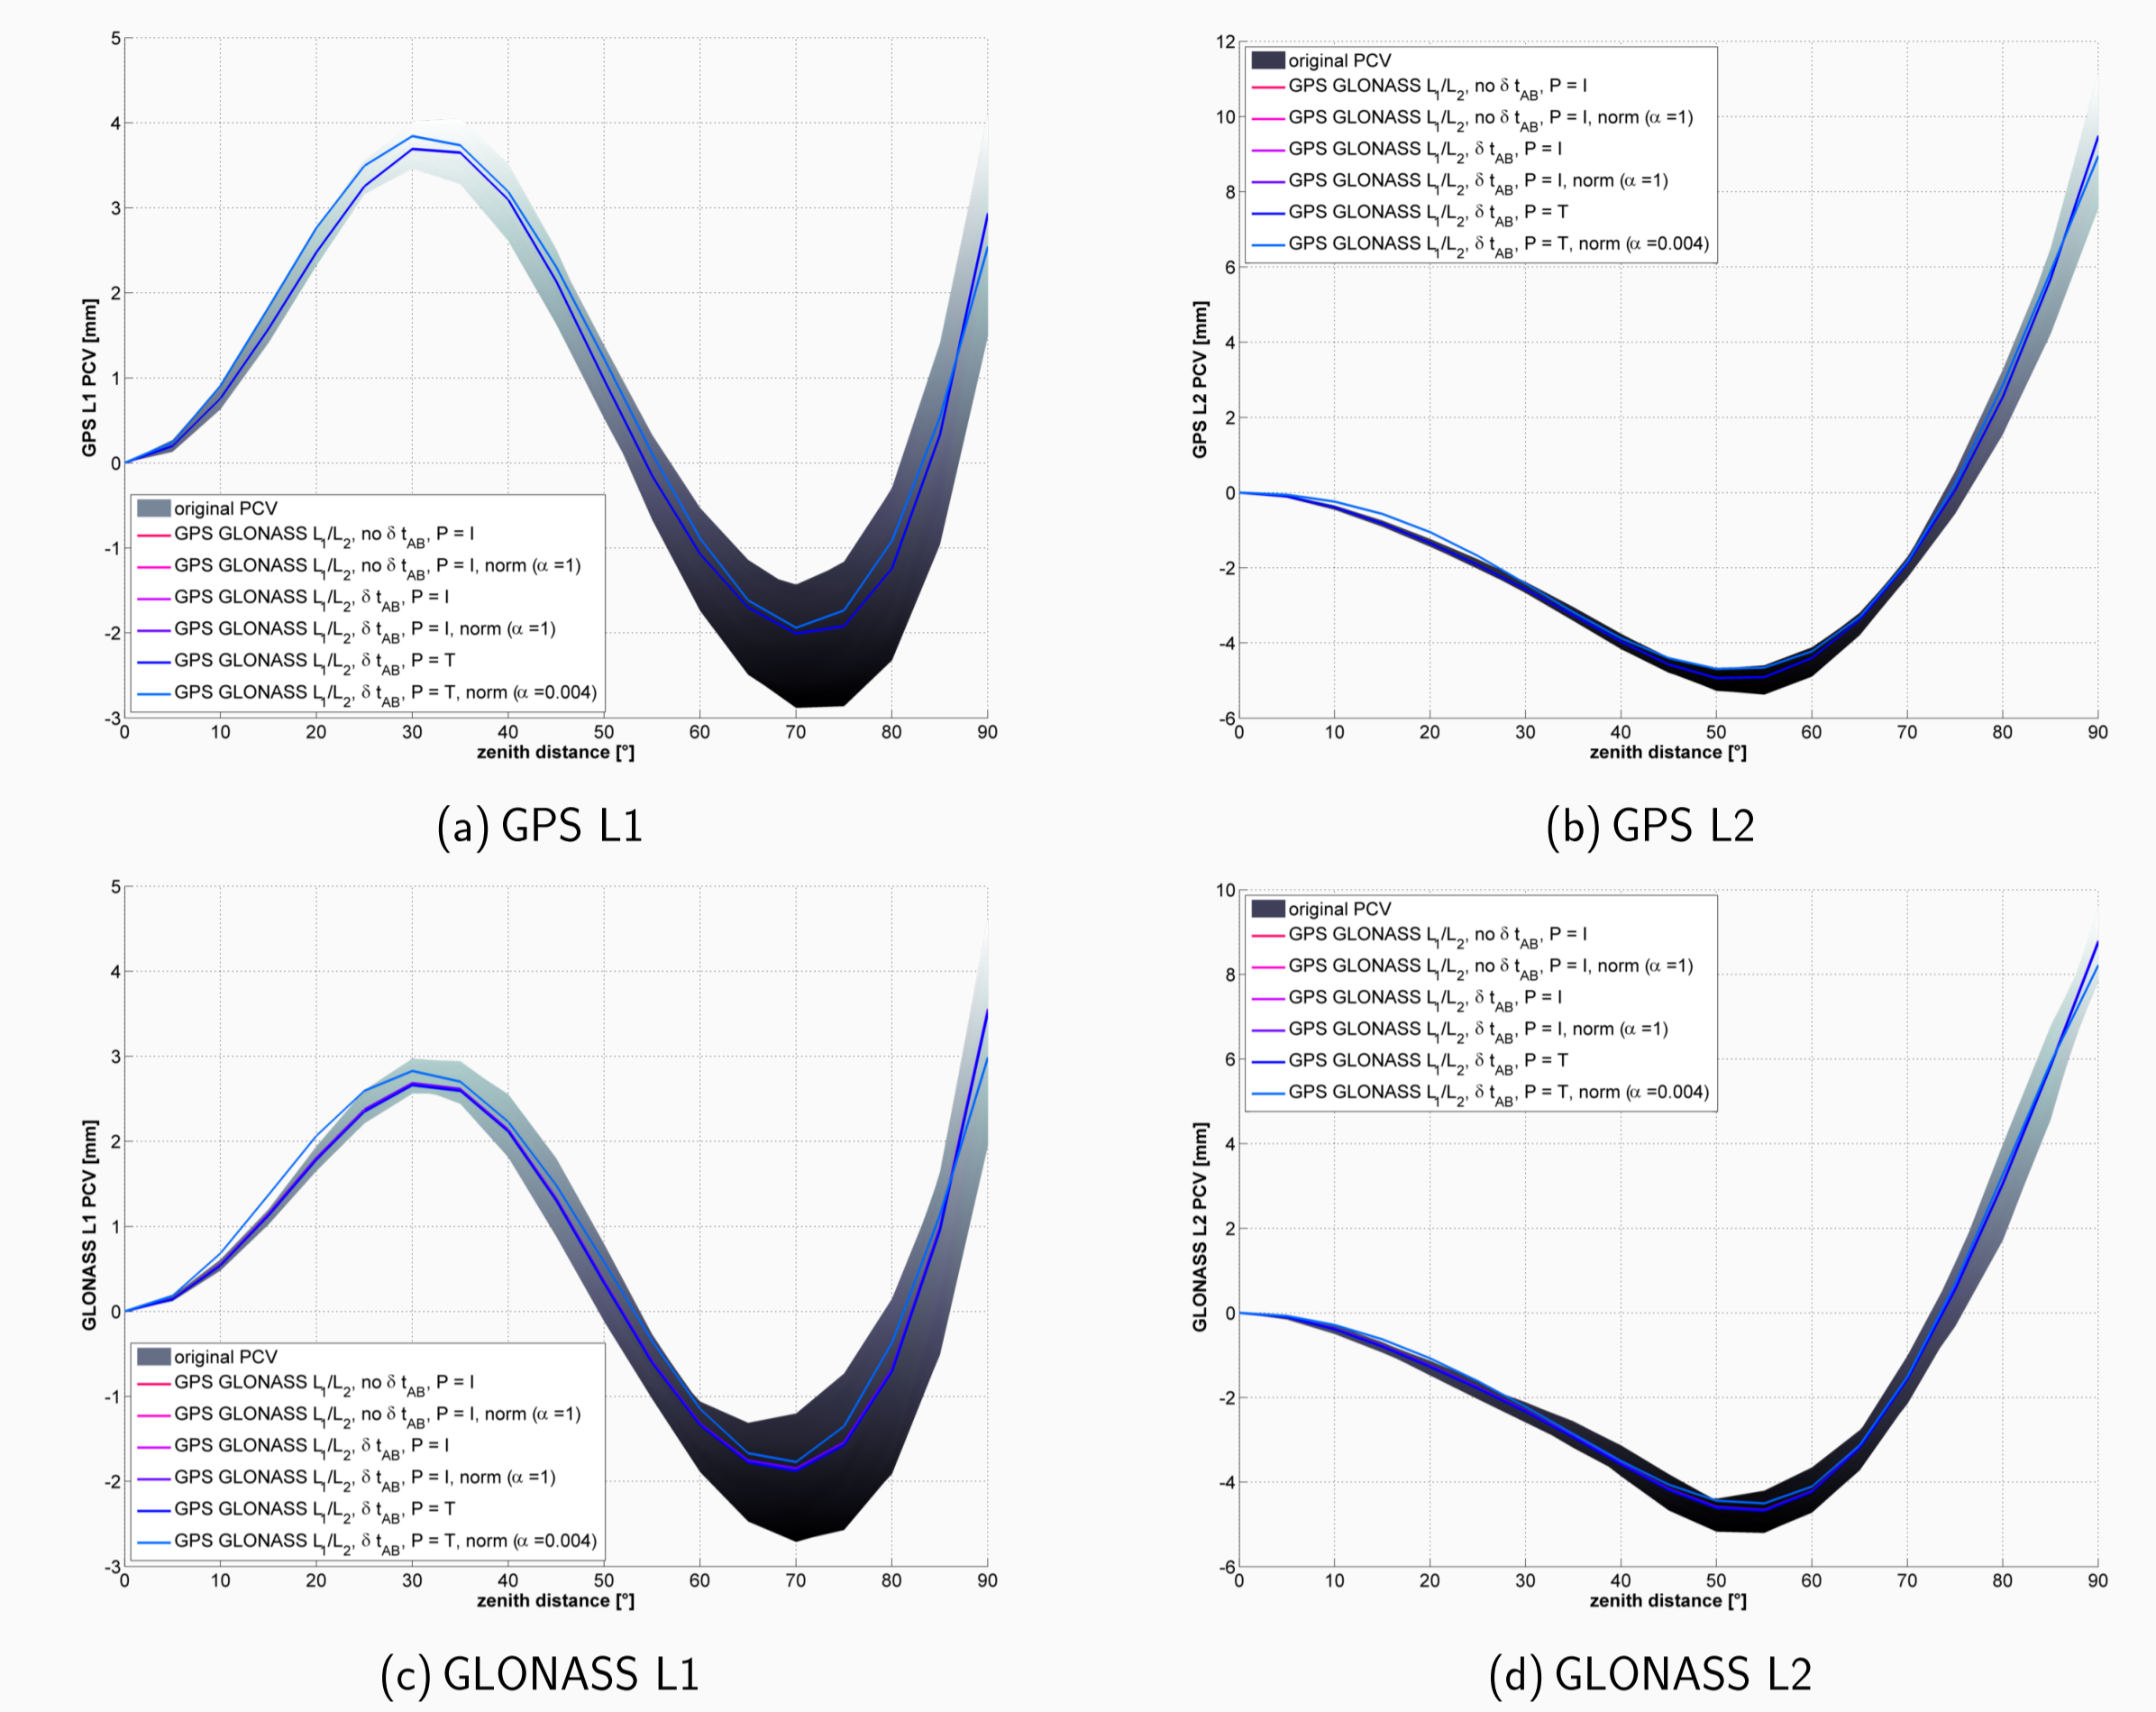 5
4
3
2
1
0
-1
-2
-3
GPS L1 PCV [mm]
original PCV
GPS GLONASS L1/L2, no δ tAB, P = I
GPS GLONASS L1/L2, no δ tAB, P = I, norm (α =1)
GPS GLONASS L1/L2, δ tAB, P = I
GPS GLONASS L1/L2, δ tAB, P = I, norm (α =1)
GPS GLONASS L1/L2, δ tAB, P = T
GPS GLONASS L1/L2, δ tAB, P = T, norm (α =0.004)
0 10 20 30 40 50 60 70 80 90
zenith distance [°]
(a) GPS L1
12
10
8
6
4
2
0
-2
-4
-6
GPS L2 PCV [mm]
original PCV
GPS GLONASS L1/L2, no δ tAB, P = I
GPS GLONASS L1/L2, no δ tAB, P = I, norm (α =1)
GPS GLONASS L1/L2, δ tAB, P = I
GPS GLONASS L1/L2, δ tAB, P = I, norm (α =1)
GPS GLONASS L1/L2, δ tAB, P = T
GPS GLONASS L1/L2, δ tAB, P = T, norm (α =0.004)
0 10 20 30 40 50 60 70 80 90
zenith distance [°]
(b) GPS L2
5
4
3
2
1
0
-1
-2
-3
GLONASS L1 PCV [mm]
original PCV
GPS GLONASS L1/L2, no δ tAB, P = I
GPS GLONASS L1/L2, no δ tAB, P = I, norm (α =1)
GPS GLONASS L1/L2, δ tAB, P = I
GPS GLONASS L1/L2, δ tAB, P = I, norm (α =1)
GPS GLONASS L1/L2, δ tAB, P = T
GPS GLONASS L1/L2, δ tAB, P = T, norm (α =0.004)
0 10 20 30 40 50 60 70 80 90
zenith distance [°]
(c) GLONASS L1
10
8
6
4
2
0
-2
-4
-6
GLONASS L2 PCV [mm]
original PCV
GPS GLONASS L1/L2, no δ tAB, P = I
GPS GLONASS L1/L2, no δ tAB, P = I, norm (α =1)
GPS GLONASS L1/L2, δ tAB, P = I
GPS GLONASS L1/L2, δ tAB, P = I, norm (α =1)
GPS GLONASS L1/L2, δ tAB, P = T
GPS GLONASS L1/L2, δ tAB, P = T, norm (α =0.004)
0 10 20 30 40 50 60 70 80 90
zenith distance [°]
(d) GLONASS L2